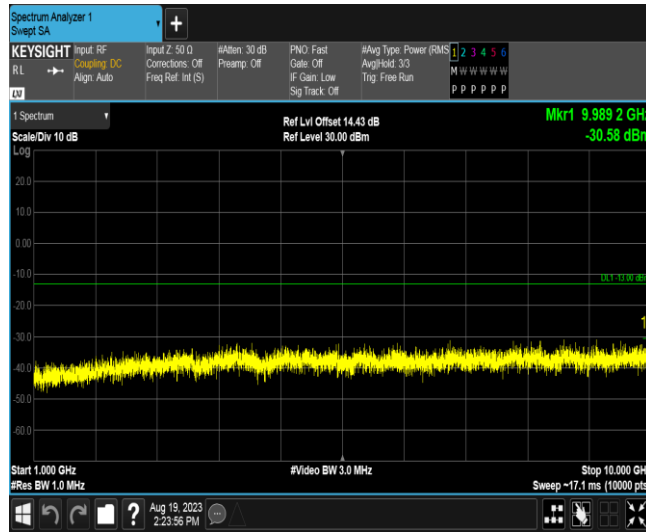 Spectrum Analyzer 1
Swept SA
+
KEYSIGHT
RL
LXI
Input: RF
Coupling: DC
Align: Auto
Input Z: 50 Ω
Corrections: Off
Freq Ref: Int (S)
#Atten: 30 dB
Preamp: Off
PNO: Fast
Gate: Off
IF Gain: Low
Sig Track: Off
#Avg Type: Power (RMS
Avg|Hold: 3/3
Trig: Free Run
1 2 3 4 5 6
M W W W W W
P P P P P P
1 Spectrum
Scale/Div 10 dB
Log
Ref Lvl Offset 14.43 dB
Ref Level 30.00 dBm
Mkr1 9.989 2 GHz
-30.58 dBm
20.0
10.0
0.00
-10.0
DL1 -13.00 dBm
-20.0
1
-30.0
-40.0
-50.0
-60.0
Start 1.000 GHz
#Video BW 3.0 MHz
Stop 10.000 GHz
#Res BW 1.0 MHz
Sweep ~17.1 ms (10000 pts
?
Aug 19, 2023
2:23:56 PM